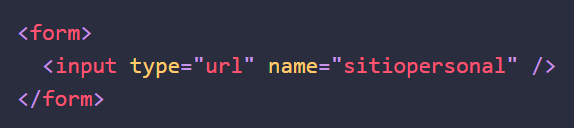 <form>
  <input type="url" name="sitiopersonal" />
</form>